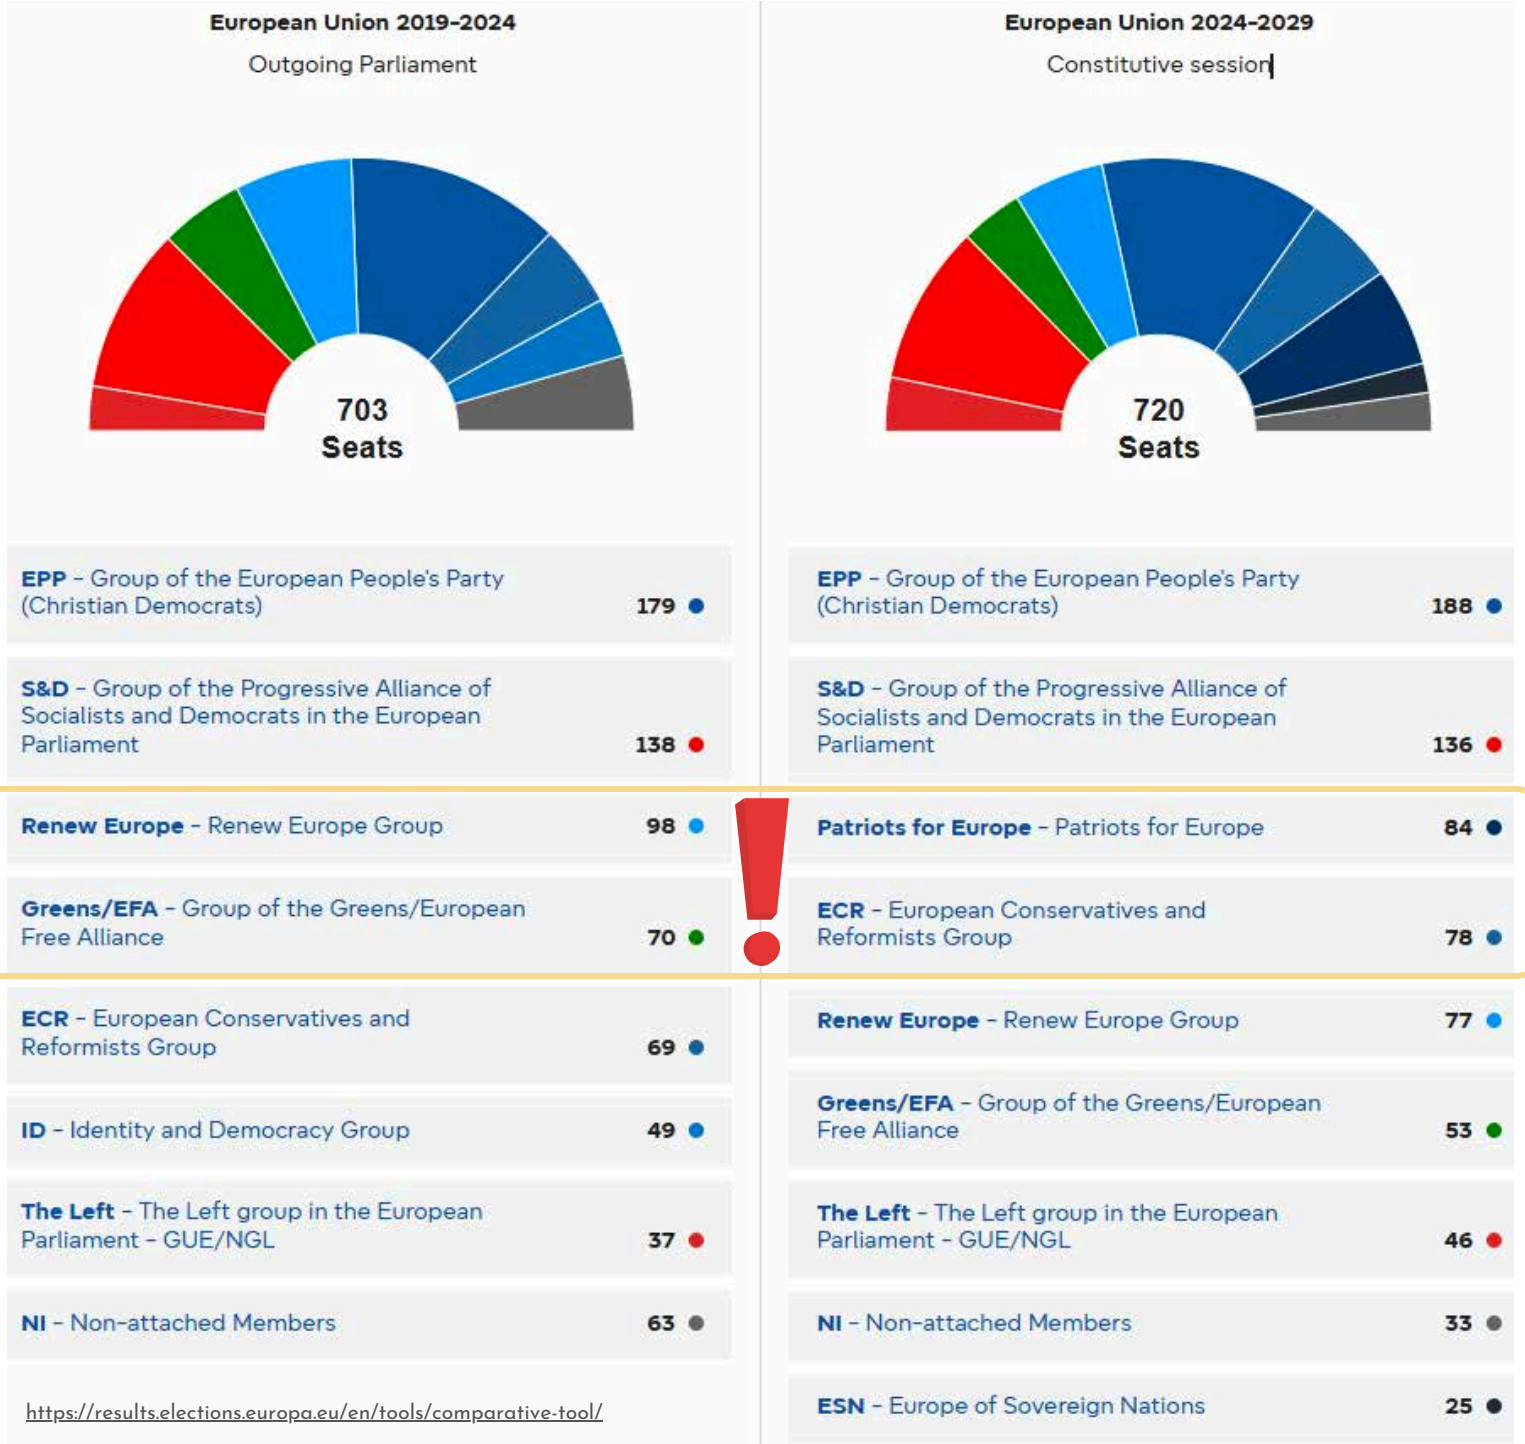 European Union 2019-2024
Outgoing Parliament
703
Seats
EPP - Group of the European People's Party
(Christian Democrats)
179
S&D - Group of the Progressive Alliance of
Socialists and Democrats in the European
Parliament
138
Renew Europe - Renew Europe Group
98
Greens/EFA - Group of the Greens/European
Free Alliance
70
ECR - European Conservatives and
Reformists Group
69
ID - Identity and Democracy Group
49
The Left - The Left group in the European
Parliament - GUE/NGL
37
NI - Non-attached Members
63
https://results.elections.europa.eu/en/tools/comparative-tool/
European Union 2024-2029
Constitutive session
720
Seats
EPP - Group of the European People's Party
(Christian Democrats)
188
S&D - Group of the Progressive Alliance of
Socialists and Democrats in the European
Parliament
136
Patriots for Europe - Patriots for Europe
84
ECR - European Conservatives and
Reformists Group
78
Renew Europe - Renew Europe Group
77
Greens/EFA - Group of the Greens/European
Free Alliance
53
The Left - The Left group in the European
Parliament - GUE/NGL
46
NI - Non-attached Members
33
ESN - Europe of Sovereign Nations
25